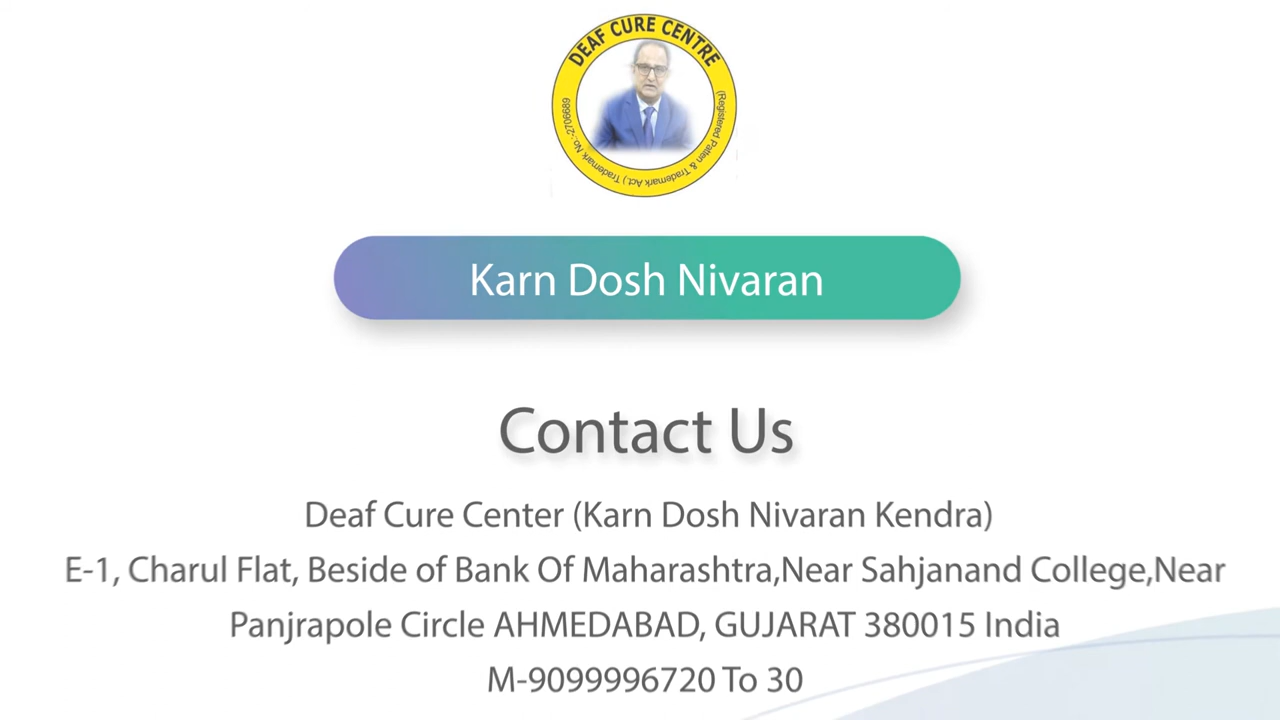 DEAF CURE CENTRE
(Registered Patten & Trademark Act.) Trademark No.:-2706689
Karn Dosh Nivaran
Contact Us
Deaf Cure Center (Karn Dosh Nivaran Kendra)
E-1, Charul Flat, Beside of Bank Of Maharashtra,Near Sahjanand College,Near
Panjrapole Circle AHMEDABAD, GUJARAT 380015 India
M-9099996720 To 30